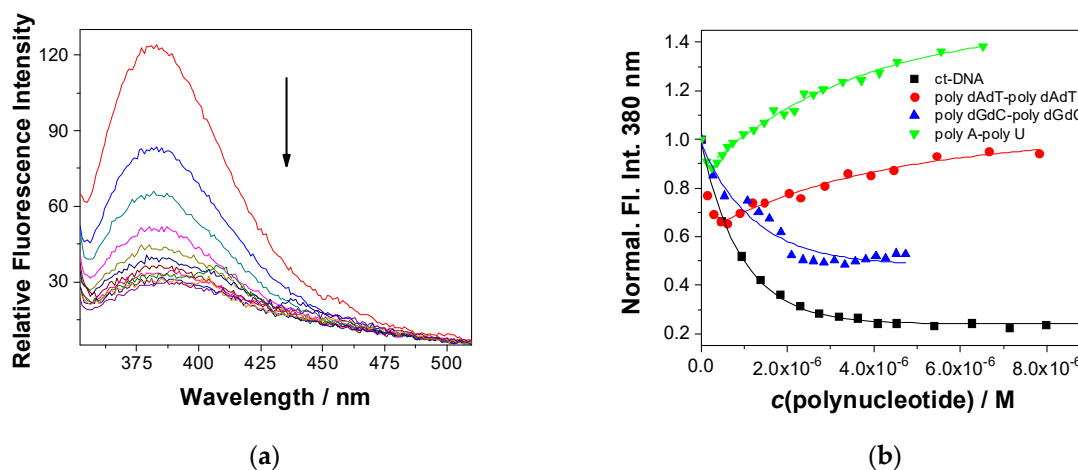 Relative Fluorescence Intensity
120
90
60
30
375 400 425 450 475 500
Wavelength / nm
(a)
Normal. Fl. Int. 380 nm
1.4
1.2
1.0
0.8
0.6
0.4
0.2
ct-DNA
poly dAdT-poly dAdT
poly dGdC-poly dGdC
poly A-poly U
0.0 2.0x10⁻⁶ 4.0x10⁻⁶ 6.0x10⁻⁶ 8.0x10⁻⁶
c(polynucleotide) / M
(b)